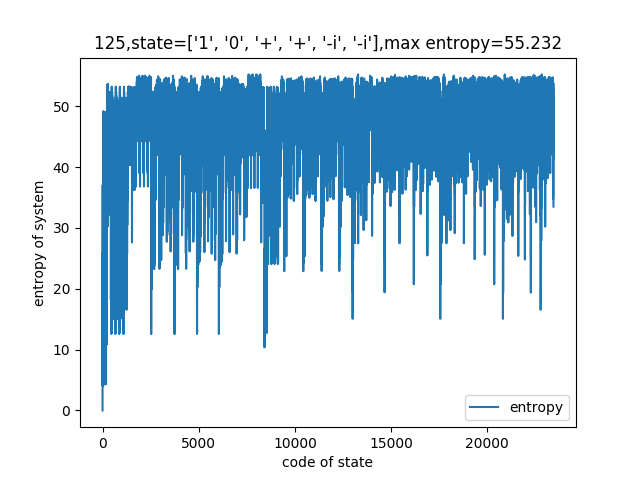 125,state=['1', '0', '+', '+', '-i', '-i'],max entropy=55.232
entropy of system
50
40
30
20
10
0
entropy
0 5000 10000 15000 20000
code of state